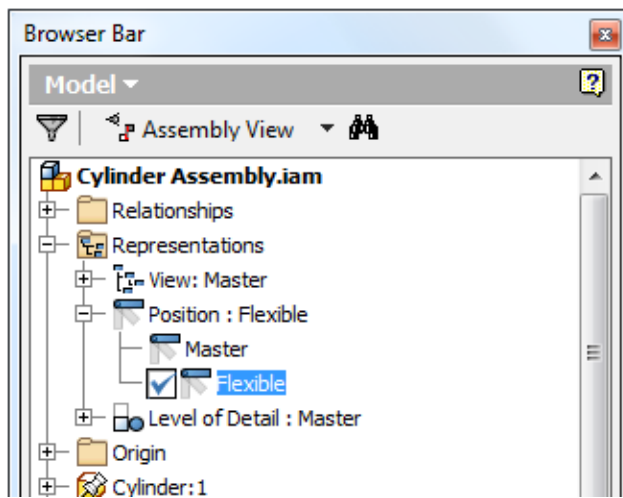 Browser Bar
Model
Assembly View
Cylinder Assembly.iam
Relationships
Representations
View: Master
Position : Flexible
Master
Flexible
Level of Detail : Master
Origin
Cylinder:1